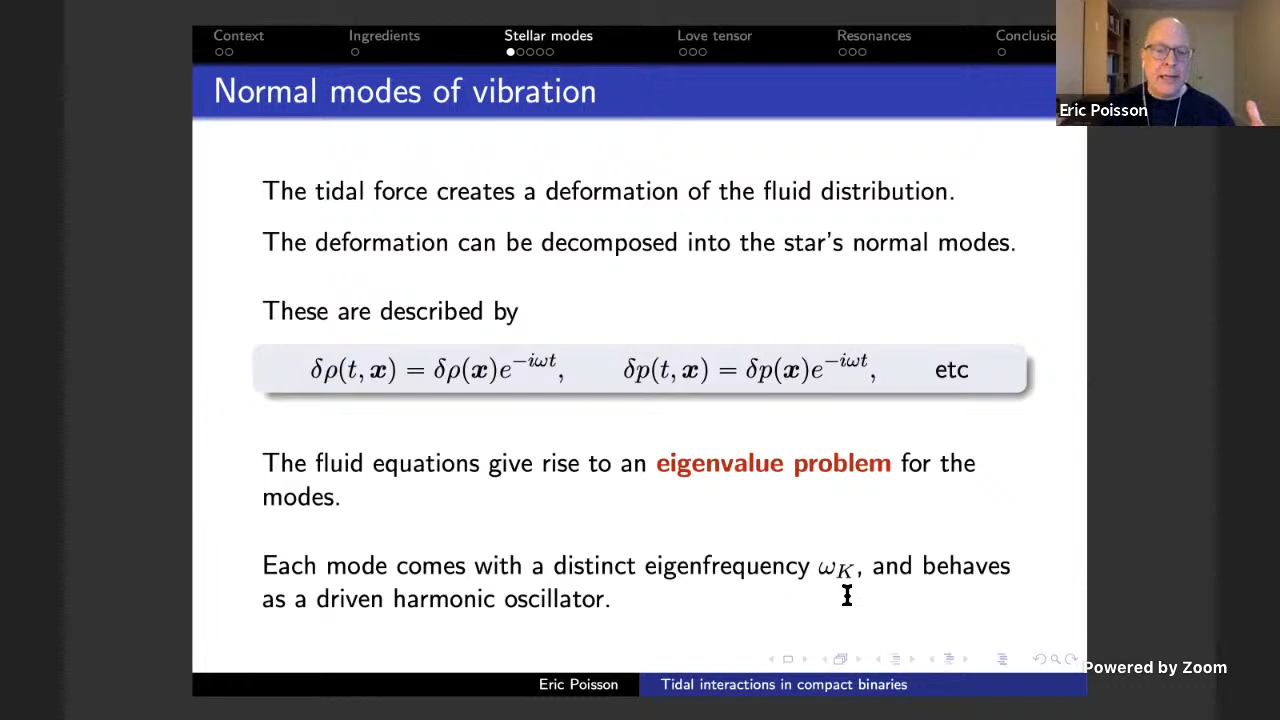 Context Ingredients Stellar modes Love tensor Resonances Conclusio
Eric Poisson
Normal modes of vibration
The tidal force creates a deformation of the fluid distribution.
The deformation can be decomposed into the star's normal modes.
These are described by
δρ(t, x) = δρ(x)e^{−iωt}, δp(t, x) = δp(x)e^{−iωt}, etc
The fluid equations give rise to an eigenvalue problem for the
modes.
Each mode comes with a distinct eigenfrequency ω_K, and behaves
as a driven harmonic oscillator.
Powered by Zoom
Eric Poisson Tidal interactions in compact binaries